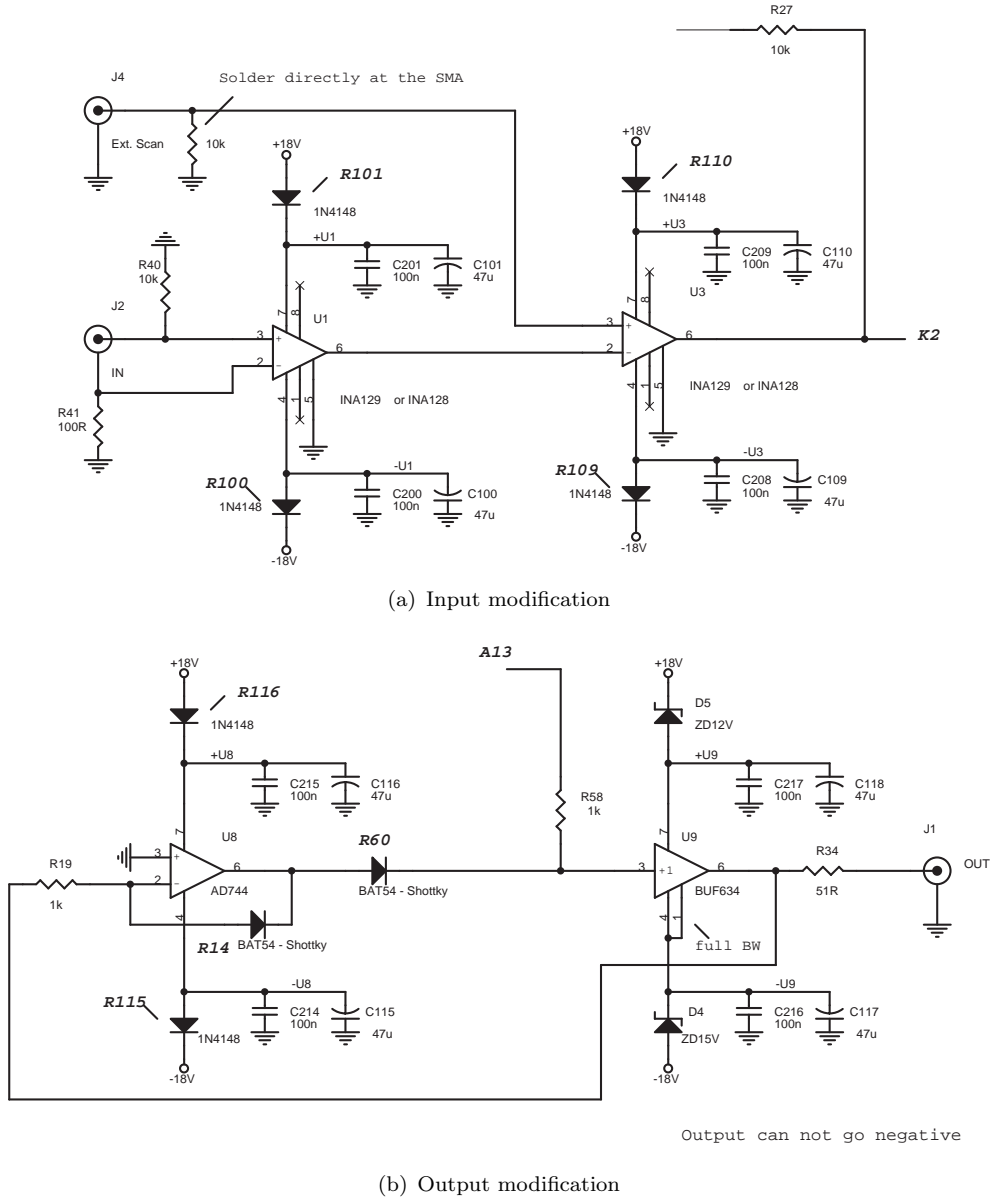 R27
10k
J4
Solder directly at the SMA
Ext. Scan
10k
+18V
R101
1N4148
+18V
R110
1N4148
+U1
C201
100n
C101
47u
+U3
C209
100n
C110
47u
R40
10k
J2
IN
R41
100R
3
2
+
-
7
8
U1
6
4
1
5
INA129 or INA128
3
2
+
-
7
8
U3
6
4
1
5
INA129 or INA128
K2
R100
1N4148
-U1
C200
100n
C100
47u
-18V
R109
1N4148
-U3
C208
100n
C109
47u
-18V
(a) Input modification
A13
+18V
R116
1N4148
+18V
D5
ZD12V
+U8
C215
100n
C116
47u
+U9
C217
100n
C118
47u
R58
1k
R19
1k
3
2
+
-
7
U8
6
AD744
4
R60
BAT54 - Shottky
R14
BAT54 - Shottky
3
+1
7
U9
6
BUF634
4
1
full BW
R34
51R
J1
OUT
R115
1N4148
-U8
C214
100n
C115
47u
-18V
-U9
D4
ZD15V
C216
100n
C117
47u
-18V
Output can not go negative
(b) Output modification